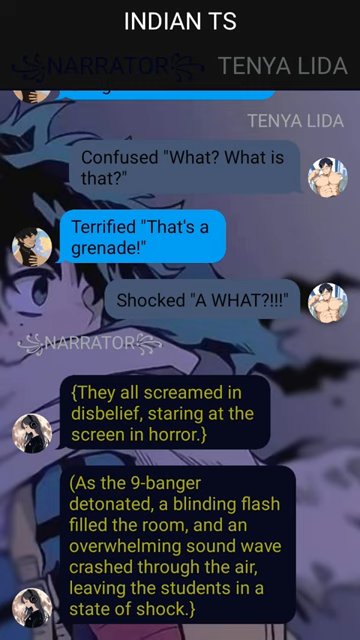 INDIAN TS
꧁NARRATOR꧂ TENYA LIDA
TENYA LIDA
Confused "What? What is
that?"
Terrified "That's a
grenade!"
Shocked "A WHAT?!!!"
꧁NARRATOR꧂
{They all screamed in
disbelief, staring at the
screen in horror.}
(As the 9-banger
detonated, a blinding flash
filled the room, and an
overwhelming sound wave
crashed through the air,
leaving the students in a
state of shock.}